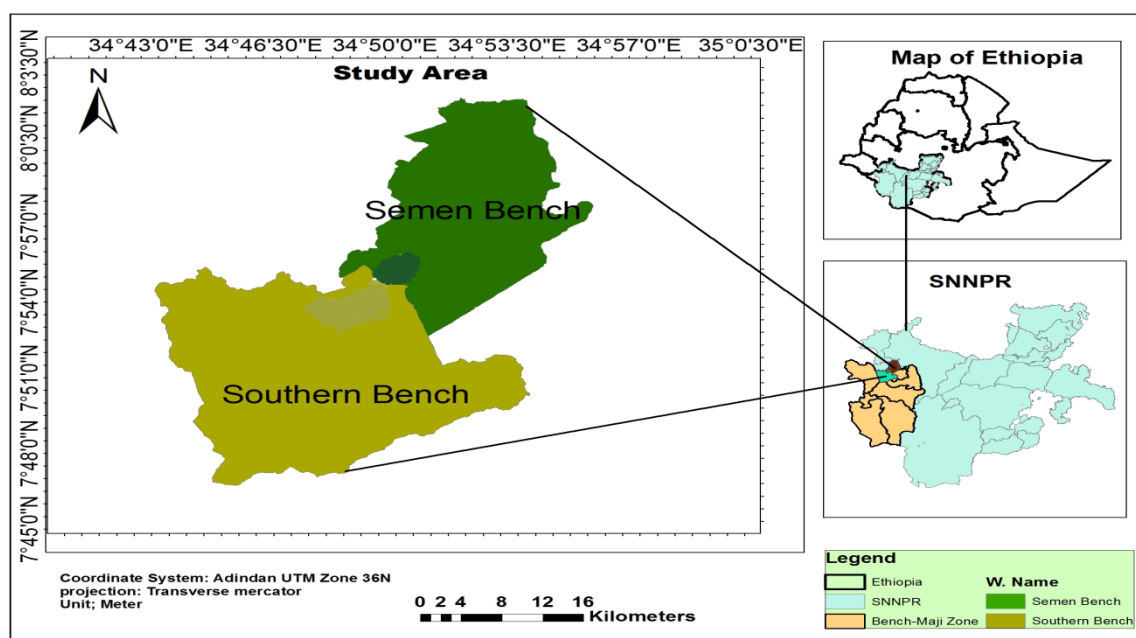 34°43'0"E 34°46'30"E 34°50'0"E 34°53'30"E 34°57'0"E 35°0'30"E
Study Area
N
8°3'30"N
8°0'30"N
7°57'0"N
7°54'0"N
7°51'0"N
7°48'0"N
7°45'0"N
Semen Bench
Southern Bench
Coordinate System: Adindan UTM Zone 36N
projection: Transverse mercator
Unit; Meter
0 2 4 8 12 16
Kilometers
Map of Ethiopia
SNNPR
Legend
Ethiopia W. Name
SNNPR Semen Bench
Bench-Maji Zone Southern Bench